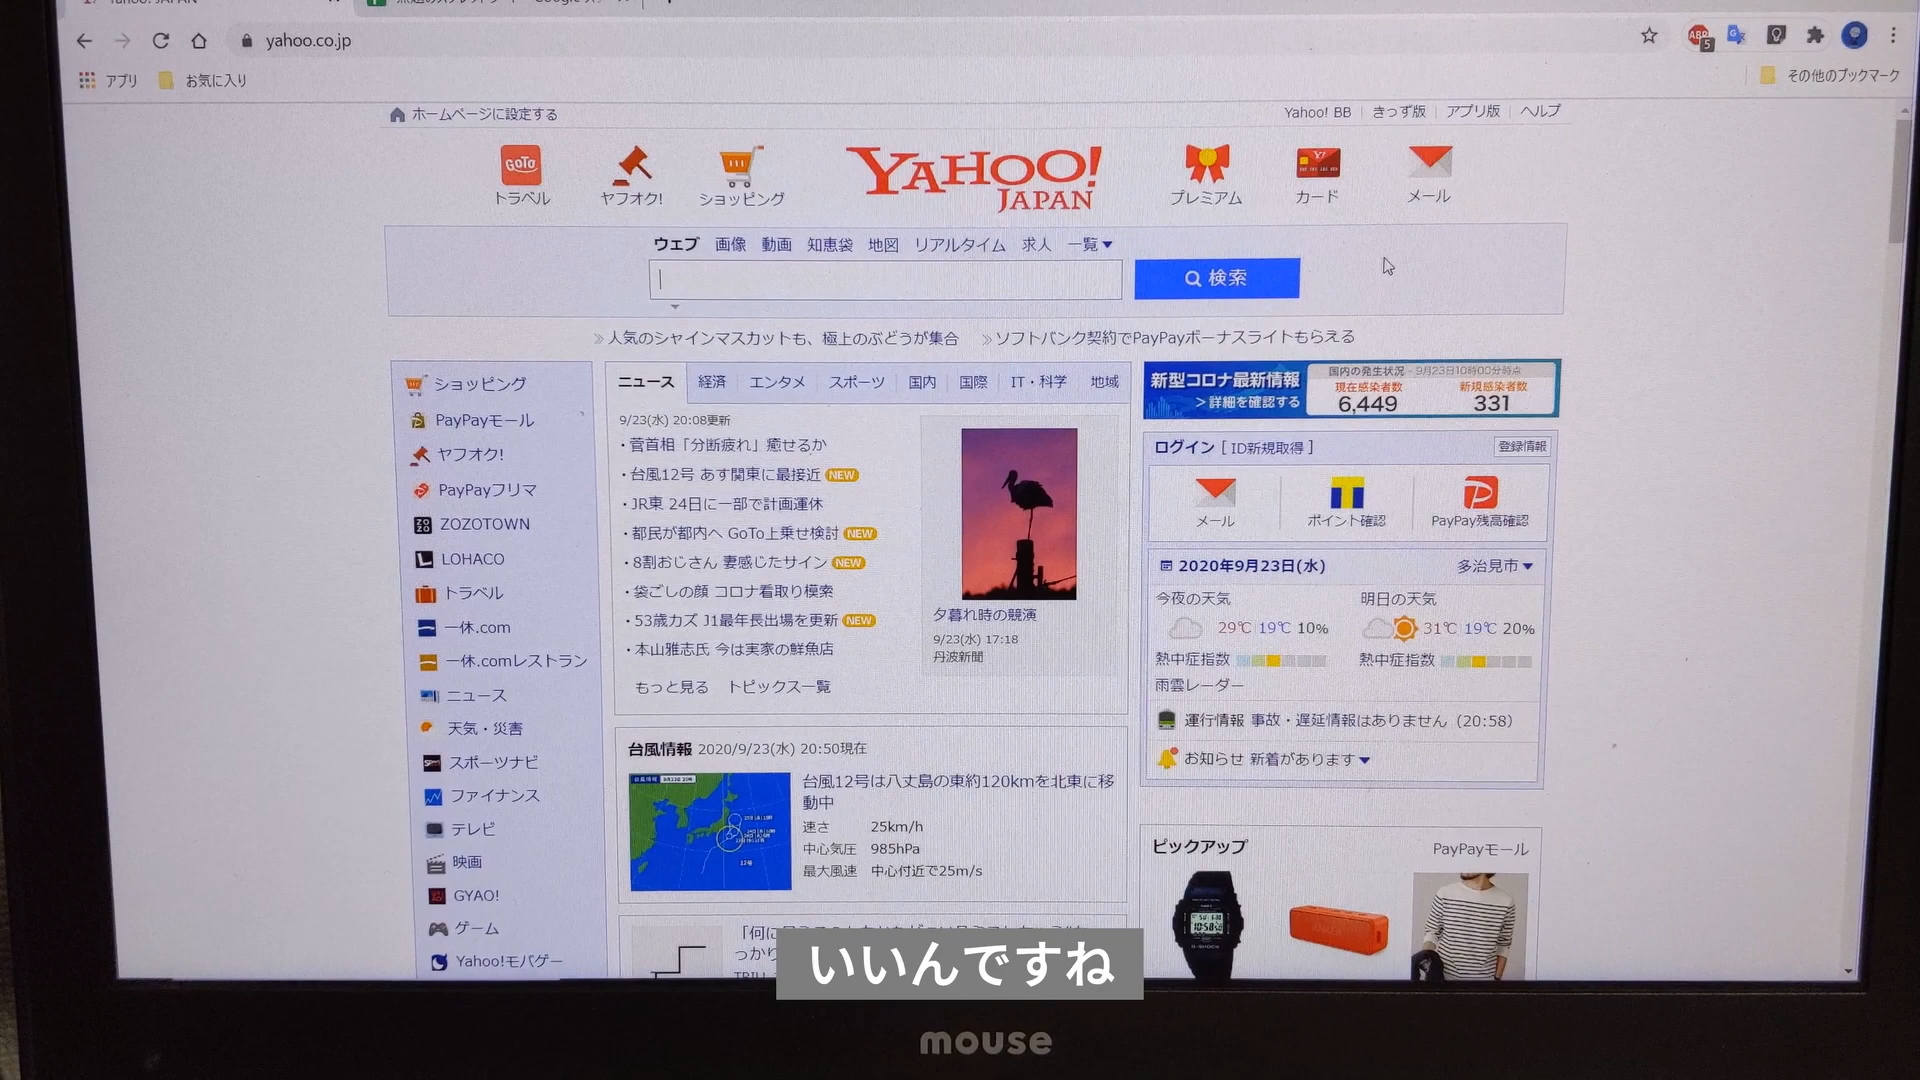 yahoo.co.jp
アプリ
お気に入り
その他のブックマーク
ホームページに設定する
Yahoo! BB
きっず版
アプリ版
ヘルプ
GoTo
トラベル
ヤフオク!
ショッピング
YAHOO!
JAPAN
プレミアム
カード
メール
ウェブ 画像 動画 知恵袋 地図 リアルタイム 求人 一覧
検索
人気のシャインマスカットも、極上のぶどうが集合
ソフトバンク契約でPayPayボーナスライトもらえる
ショッピング
PayPayモール
ヤフオク!
PayPayフリマ
ZOZOTOWN
LOHACO
トラベル
一休.com
一休.comレストラン
ニュース
天気・災害
スポーツナビ
ファイナンス
テレビ
映画
GYAO!
ゲーム
Yahoo!モバゲー
ニュース 経済 エンタメ スポーツ 国内 国際 IT・科学 地域
9/23(水) 20:08更新
・菅首相「分断疲れ」癒せるか
・台風12号 あす関東に最接近 NEW
・JR東 24日に一部で計画運休
・都民が都内へ GoTo上乗せ検討 NEW
・8割おじさん 妻感じたサイン NEW
・袋ごしの顔 コロナ看取り模索
・53歳カズ J1最年長出場を更新 NEW
・本山雅志氏 今は実家の鮮魚店
もっと見る トピックス一覧
夕暮れ時の競演
9/23(水) 17:18
丹波新聞
台風情報 2020/9/23(水) 20:50現在
台風12号は八丈島の東約120kmを北東に移
動中
速さ 25km/h
中心気圧 985hPa
最大風速 中心付近で25m/s
新型コロナ最新情報
>詳細を確認する
国内の発生状況 - 9月23日10時00分時点
現在感染者数 新規感染者数
6,449 331
ログイン [ ID新規取得 ]
登録情報
メール
ポイント確認
PayPay残高確認
2020年9月23日(水)
多治見市
今夜の天気 明日の天気
29℃ 19℃ 10% 31℃ 19℃ 20%
熱中症指数 熱中症指数
雨雲レーダー
運行情報 事故・遅延情報はありません（20:58）
お知らせ 新着があります
ピックアップ
PayPayモール
いいんですね
mouse